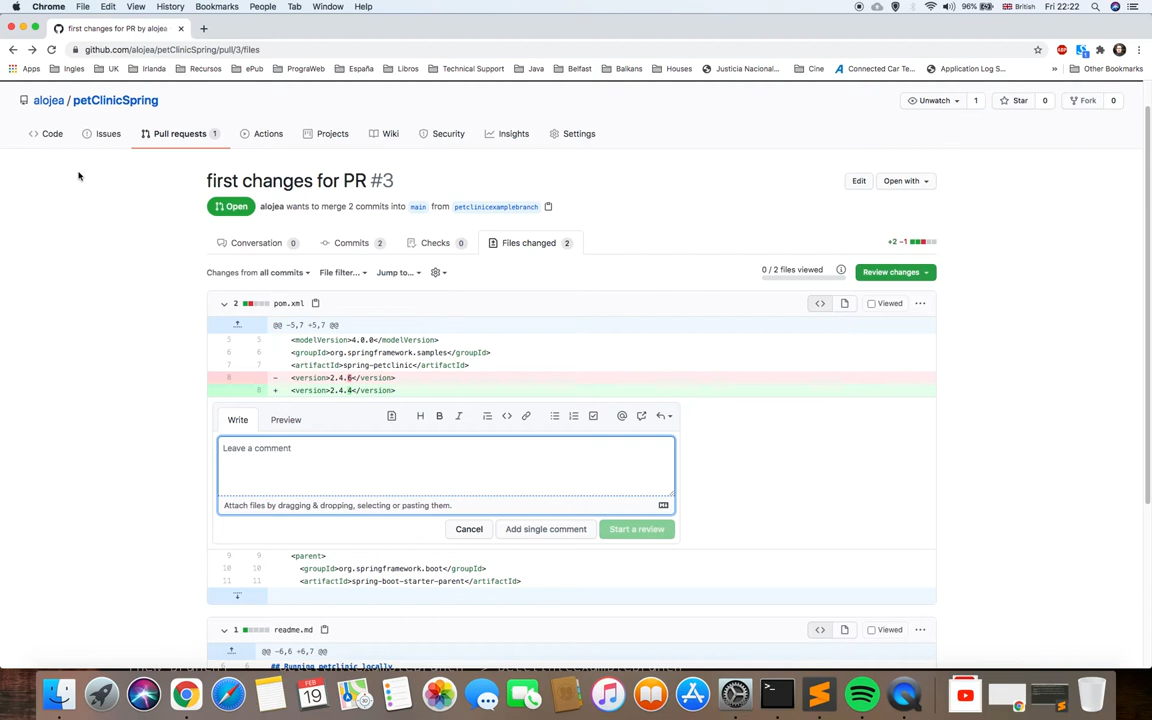 Chrome File Edit View History Bookmarks People Tab Window Help 96% British Fri 22:22
first changes for PR by alojea
github.com/alojea/petClinicSpring/pull/3/files
Apps Ingles UK Irlanda Recursos ePub PrograWeb España Libros Technical Support Java Belfast Balkans Houses Justicia Nacional... Cine Connected Car Te... Application Log S... » Other Bookmarks
alojea / petClinicSpring Unwatch 1 Star 0 Fork 0
Code Issues Pull requests 1 Actions Projects Wiki Security Insights Settings
first changes for PR #3 Edit Open with
Open alojea wants to merge 2 commits into main from petclinicexamplebranch
Conversation 0 Commits 2 Checks 0 Files changed 2 +2 −1
Changes from all commits File filter... Jump to... 0 / 2 files viewed Review changes
2 pom.xml Viewed
@@ -5,7 +5,7 @@
5 5 <modelVersion>4.0.0</modelVersion>
6 6 <groupId>org.springframework.samples</groupId>
7 7 <artifactId>spring-petclinic</artifactId>
8 - <version>2.4.6</version>
8 + <version>2.4.4</version>
Write Preview
Leave a comment
Attach files by dragging & dropping, selecting or pasting them.
Cancel Add single comment Start a review
9 9 <parent>
10 10 <groupId>org.springframework.boot</groupId>
11 11 <artifactId>spring-boot-starter-parent</artifactId>
1 readme.md Viewed
@@ -6,6 +6,7 @@
6 6 ## Running petclinic locally
FEB
19